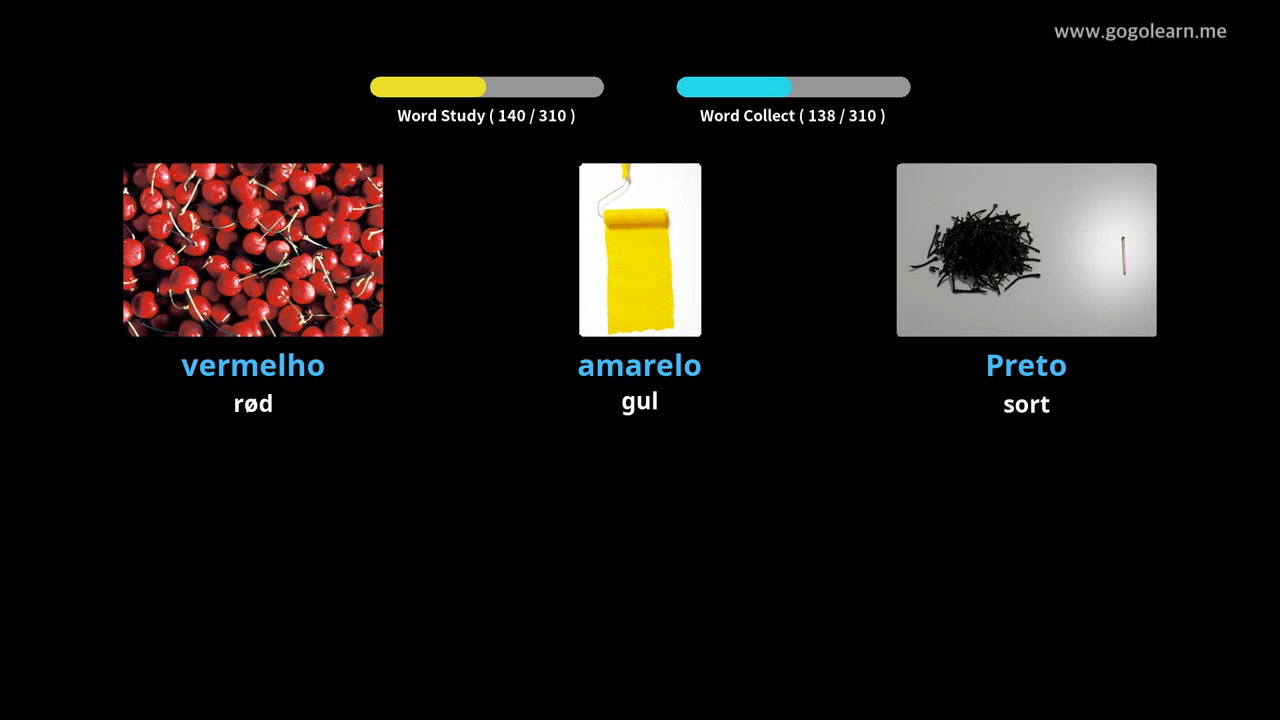 www.gogolearn.me
Word Study ( 140 / 310 )
Word Collect ( 138 / 310 )
vermelho
amarelo
Preto
rød
gul
sort